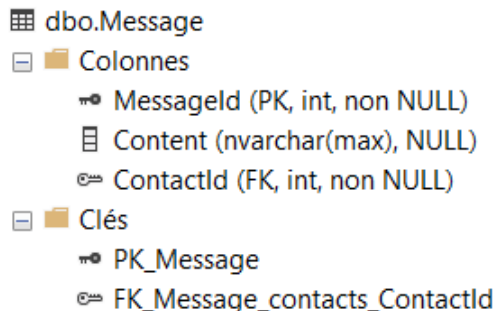 dbo.Message
Colonnes
MessageId (PK, int, non NULL)
Content (nvarchar(max), NULL)
ContactId (FK, int, non NULL)
Clés
PK_Message
FK_Message_contacts_ContactId